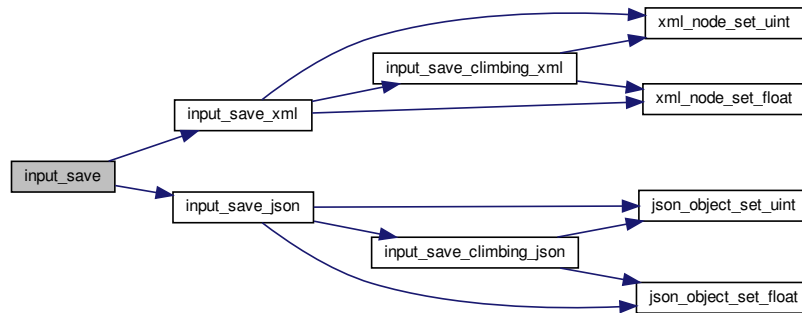 xml_node_set_uint
input_save_climbing_xml
xml_node_set_float
input_save_xml
input_save
input_save_json
json_object_set_uint
input_save_climbing_json
json_object_set_float